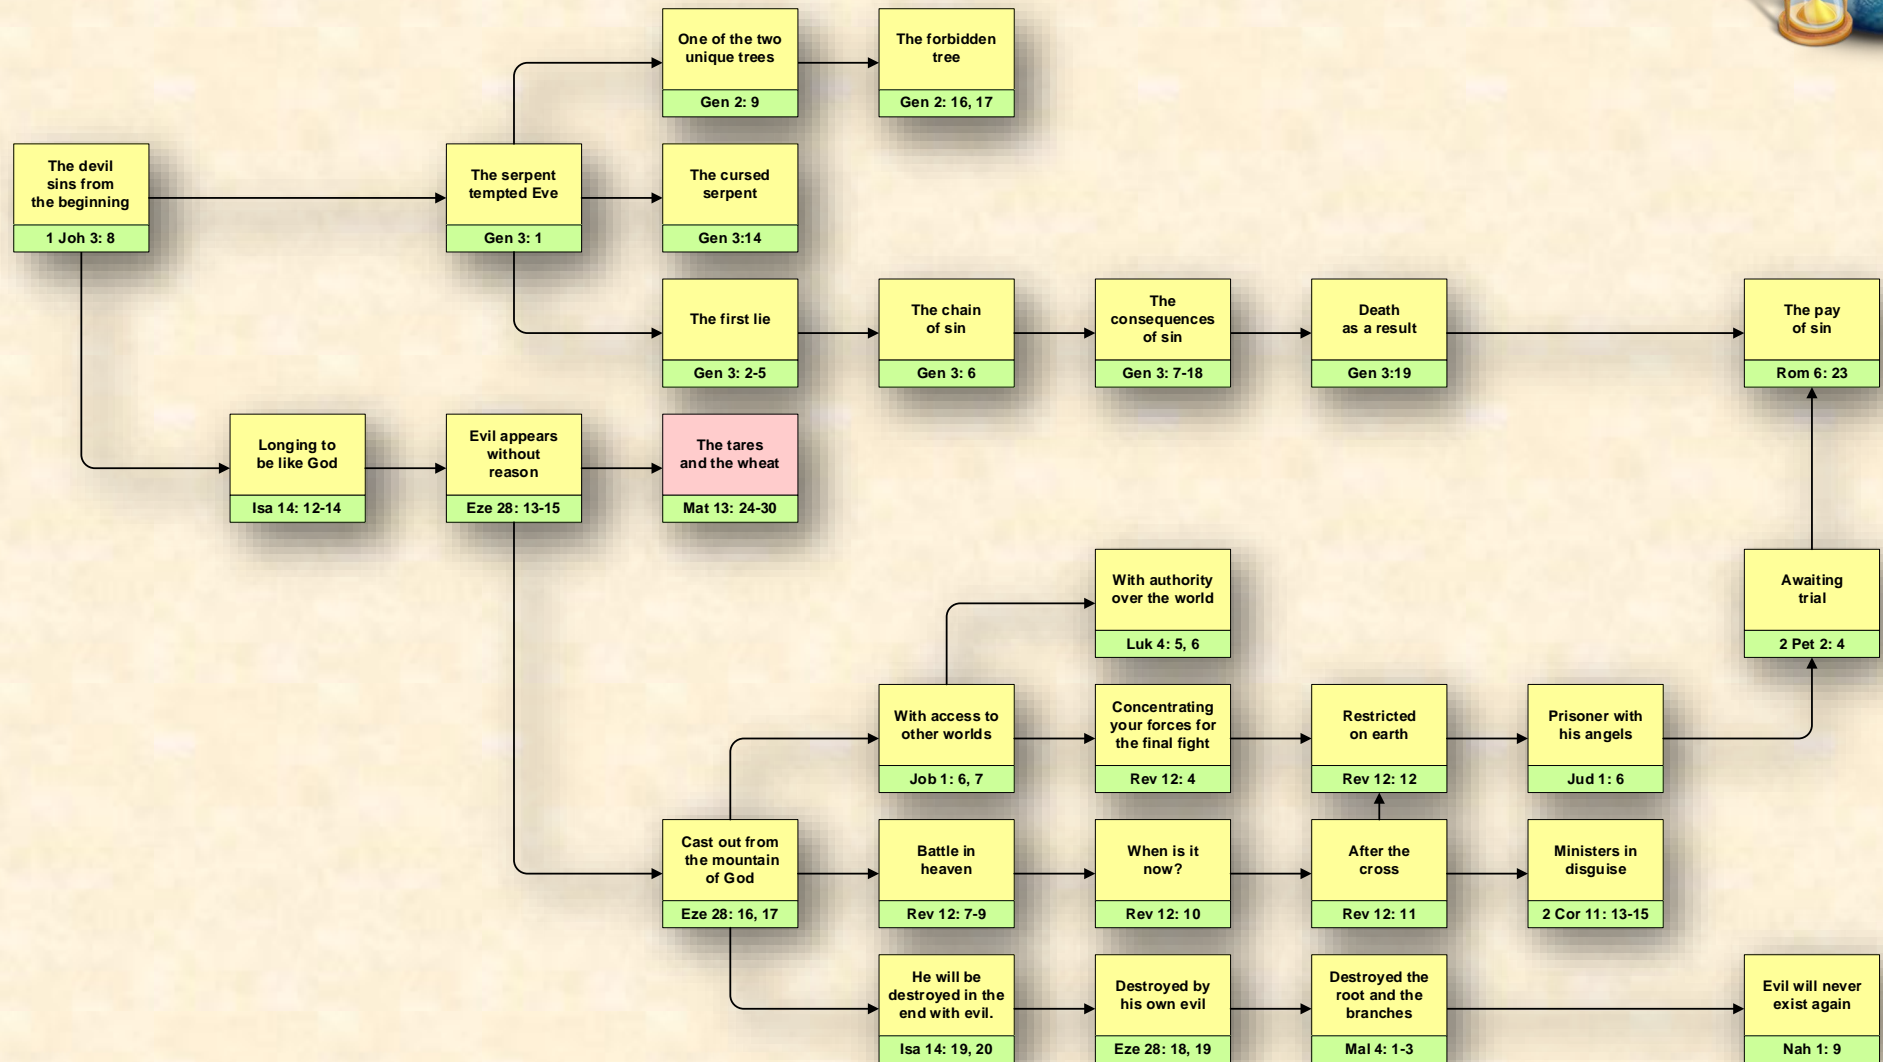 One of the two
unique trees
Gen 2: 9
The forbidden
tree
Gen 2: 16, 17
The devil
sins from
the beginning
1 Joh 3: 8
The serpent
tempted Eve
Gen 3: 1
The cursed
serpent
Gen 3:14
The first lie
Gen 3: 2-5
The chain
of sin
Gen 3: 6
The
consequences
of sin
Gen 3: 7-18
Death
as a result
Gen 3:19
The pay
of sin
Rom 6: 23
Longing to
be like God
Isa 14: 12-14
Evil appears
without
reason
Eze 28: 13-15
The tares
and the wheat
Mat 13: 24-30
With authority
over the world
Luk 4: 5, 6
Awaiting
trial
2 Pet 2: 4
With access to
other worlds
Job 1: 6, 7
Concentrating
your forces for
the final fight
Rev 12: 4
Restricted
on earth
Rev 12: 12
Prisoner with
his angels
Jud 1: 6
Cast out from
the mountain
of God
Eze 28: 16, 17
Battle in
heaven
Rev 12: 7-9
When is it
now?
Rev 12: 10
After the
cross
Rev 12: 11
Ministers in
disguise
2 Cor 11: 13-15
He will be
destroyed in the
end with evil.
Isa 14: 19, 20
Destroyed by
his own evil
Eze 28: 18, 19
Destroyed the
root and the
branches
Mal 4: 1-3
Evil will never
exist again
Nah 1: 9